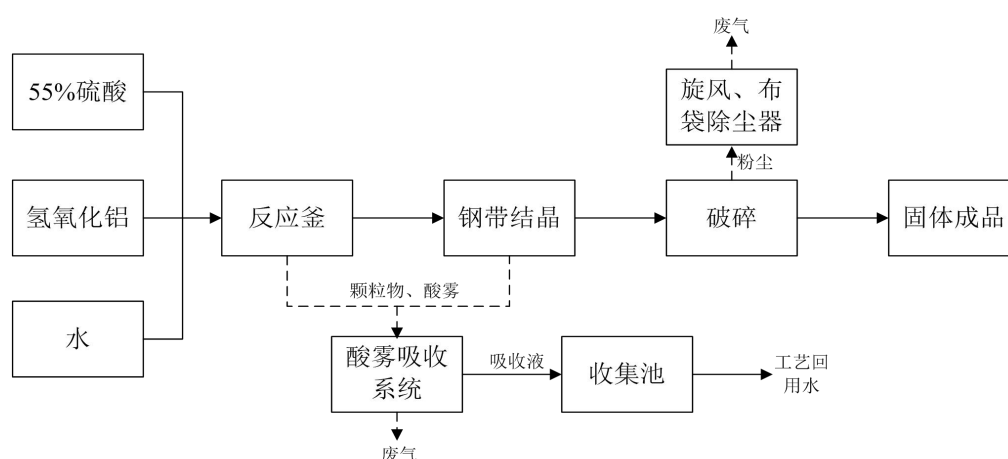 废气
55%硫酸
旋风、布
袋除尘器
粉尘
氢氧化铝
反应釜
钢带结晶
破碎
固体成品
颗粒物、酸雾
水
酸雾吸收
系统
吸收液
收集池
工艺回
用水
废气